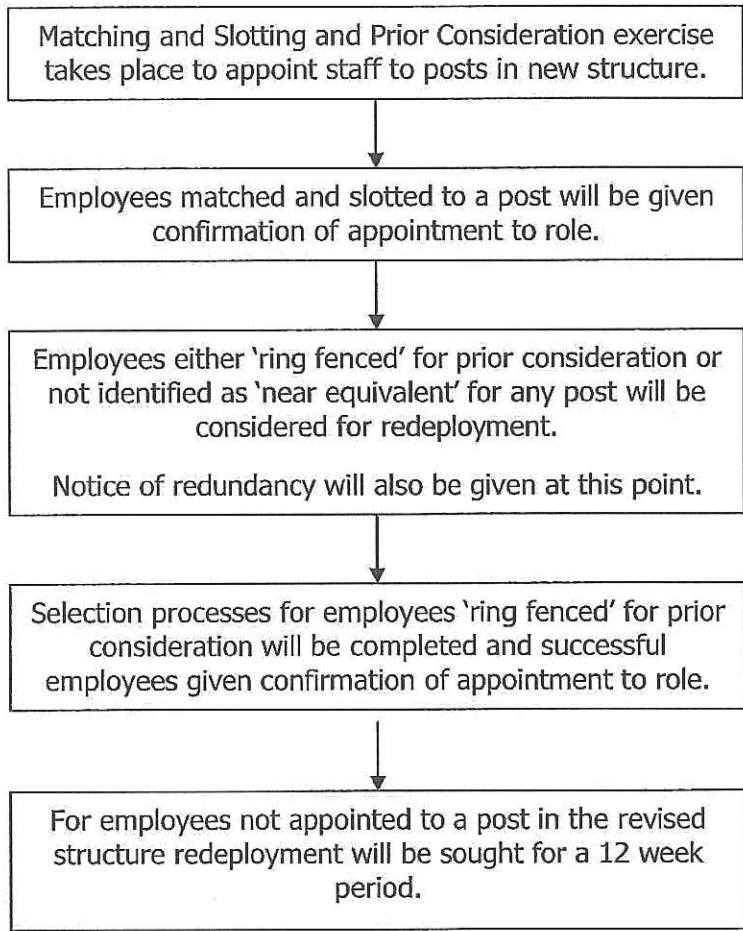 Matching and Slotting and Prior Consideration exercise
takes place to appoint staff to posts in new structure.
Employees matched and slotted to a post will be given
confirmation of appointment to role.
Employees either ‘ring fenced’ for prior consideration or
not identified as ‘near equivalent’ for any post will be
considered for redeployment.
Notice of redundancy will also be given at this point.
Selection processes for employees ‘ring fenced’ for prior
consideration will be completed and successful
employees given confirmation of appointment to role.
For employees not appointed to a post in the revised
structure redeployment will be sought for a 12 week
period.